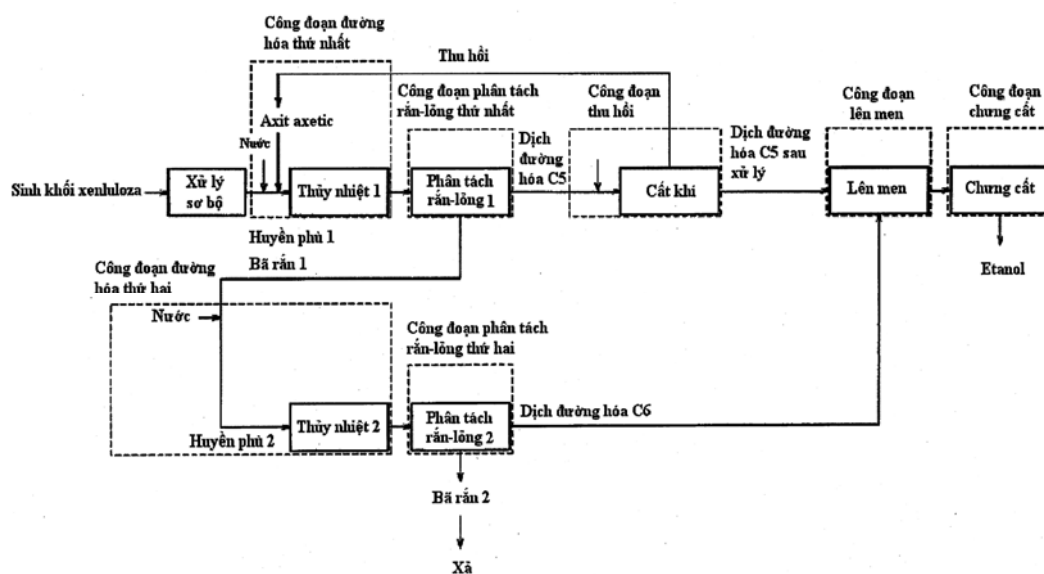 Công đoạn đường
hóa thứ nhất
Thu hồi
Công đoạn phân tách
rắn-lỏng thứ nhất
Công đoạn
thu hồi
Công đoạn
lên men
Công đoạn
chưng cất
Axit axetic
Nước
Dịch
đường
hóa C5
Dịch đường
hóa C5 sau
xử lý
Sinh khối xenluloza
Xử lý
sơ bộ
Thủy nhiệt 1
Phân tách
rắn-lỏng 1
Cất khí
Lên men
Chưng cất
Huyền phù 1
Bã rắn 1
Etanol
Công đoạn đường
hóa thứ hai
Nước
Công đoạn phân tách
rắn-lỏng thứ hai
Thủy nhiệt 2
Phân tách
rắn-lỏng 2
Dịch đường hóa C6
Huyền phù 2
Bã rắn 2
Xả